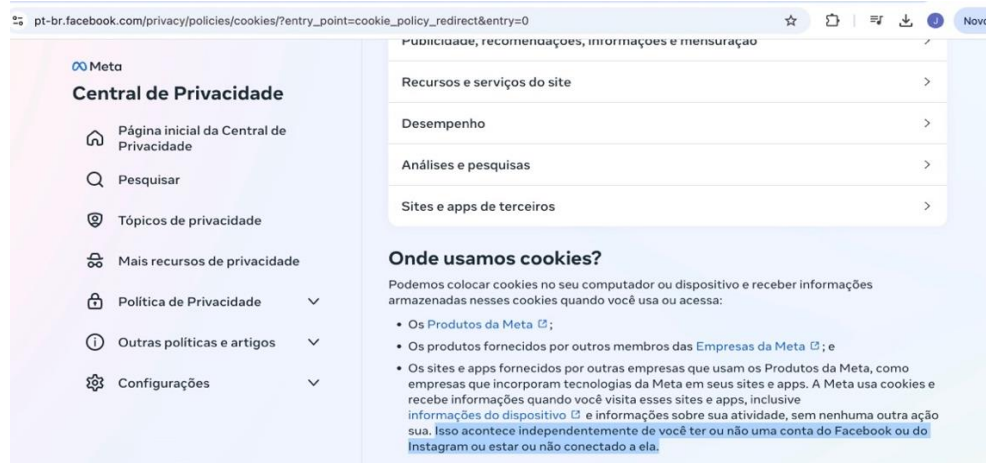 pt-br.facebook.com/privacy/policies/cookies/?entry_point=cookie_policy_redirect&entry=0
J
Novo
Meta
Central de Privacidade
Página inicial da Central de
Privacidade
Pesquisar
Tópicos de privacidade
Mais recursos de privacidade
Política de Privacidade
Outras políticas e artigos
Configurações
Publicidade, recomendações, informações e mensuração
Recursos e serviços do site
Desempenho
Análises e pesquisas
Sites e apps de terceiros
Onde usamos cookies?
Podemos colocar cookies no seu computador ou dispositivo e receber informações
armazenadas nesses cookies quando você usa ou acessa:
• Os Produtos da Meta;
• Os produtos fornecidos por outros membros das Empresas da Meta; e
• Os sites e apps fornecidos por outras empresas que usam os Produtos da Meta, como
empresas que incorporam tecnologias da Meta em seus sites e apps. A Meta usa cookies e
recebe informações quando você visita esses sites e apps, inclusive
informações do dispositivo e informações sobre sua atividade, sem nenhuma outra ação
sua. Isso acontece independentemente de você ter ou não uma conta do Facebook ou do
Instagram ou estar ou não conectado a ela.